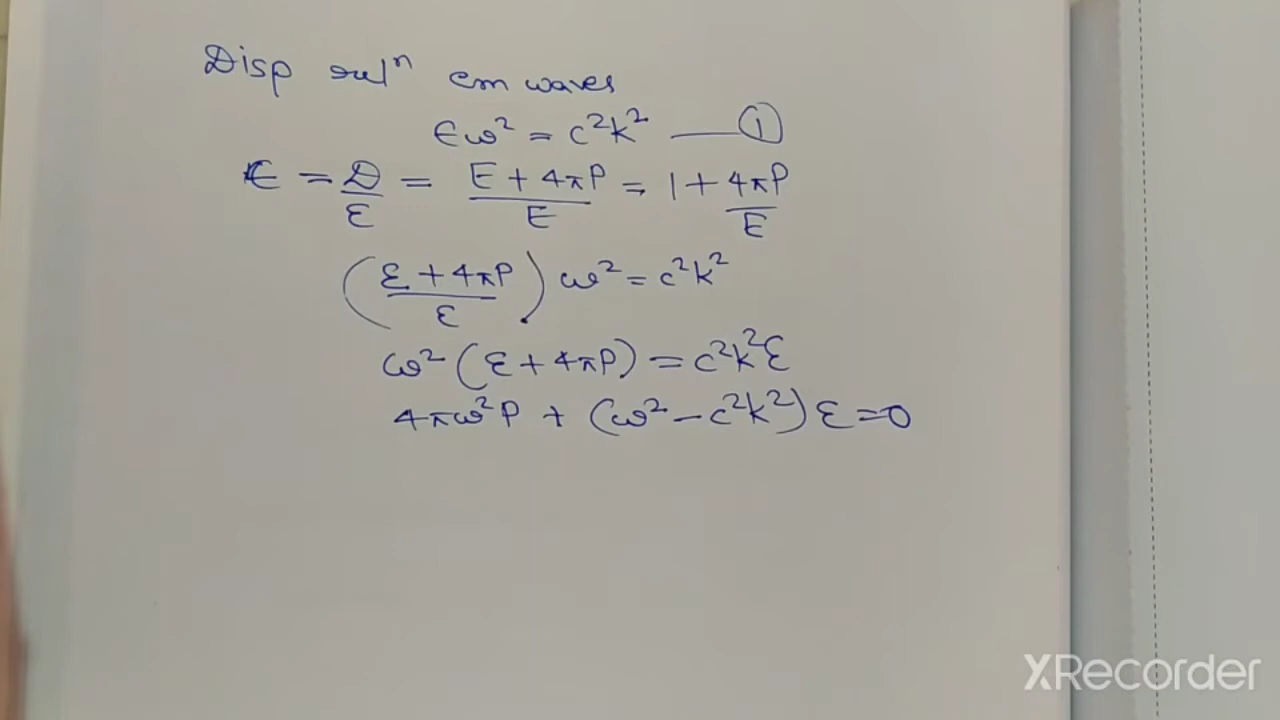 Disp relⁿ em waves
ϵω² = c²k² —— ①
ϵ = D/Ɛ = (E + 4πP)/E = 1 + 4πP/E
((Ɛ + 4πP)/Ɛ) ω² = c²k²
ω² (Ɛ + 4πP) = c²k²Ɛ
4πω²P + (ω² – c²k²) Ɛ = 0
XRecorder